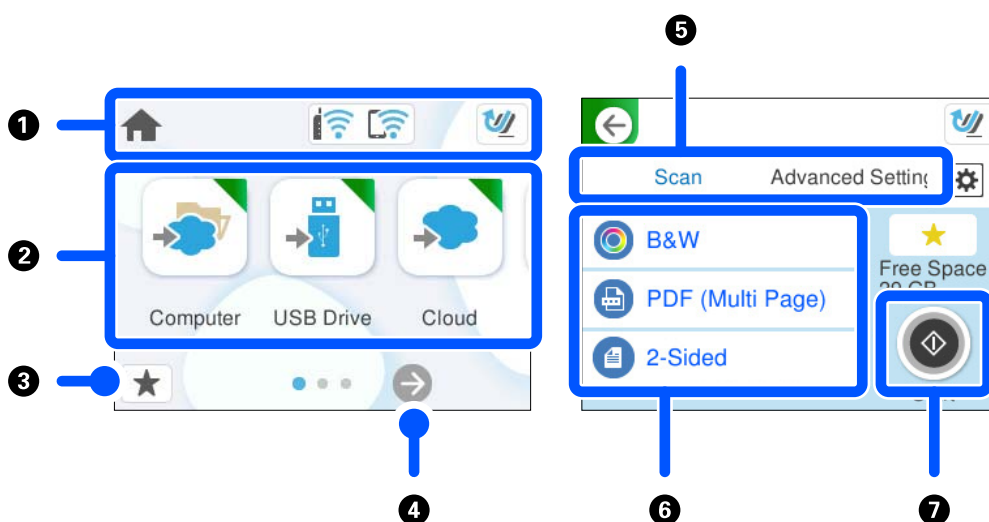 5
1
Scan Advanced Setting
2
B&W
Free Space
PDF (Multi Page)
Computer USB Drive Cloud
2-Sided
3
4
6
7